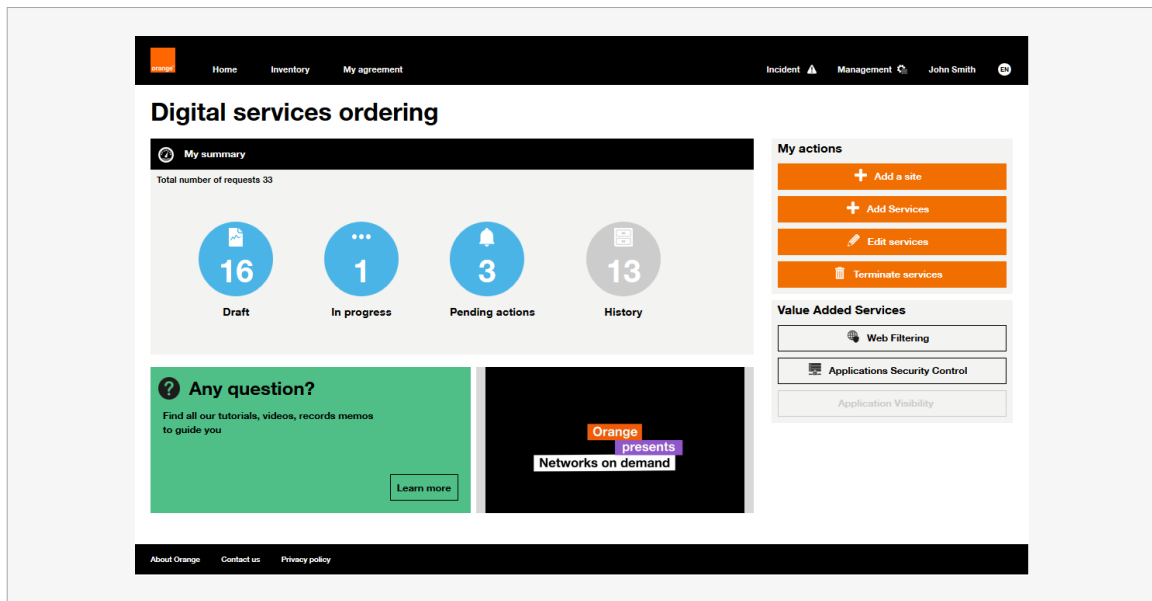 orange
Home Inventory My agreement Incident Management John Smith EN
Digital services ordering
My summary
Total number of requests 33
16 1 3 13
Draft In progress Pending actions History
My actions
Add a site
Add Services
Edit services
Terminate services
Value Added Services
Web Filtering
Applications Security Control
Application Visibility
Any question?
Find all our tutorials, videos, records memos
to guide you
Learn more
Orange
presents
Networks on demand
About Orange Contact us Privacy policy